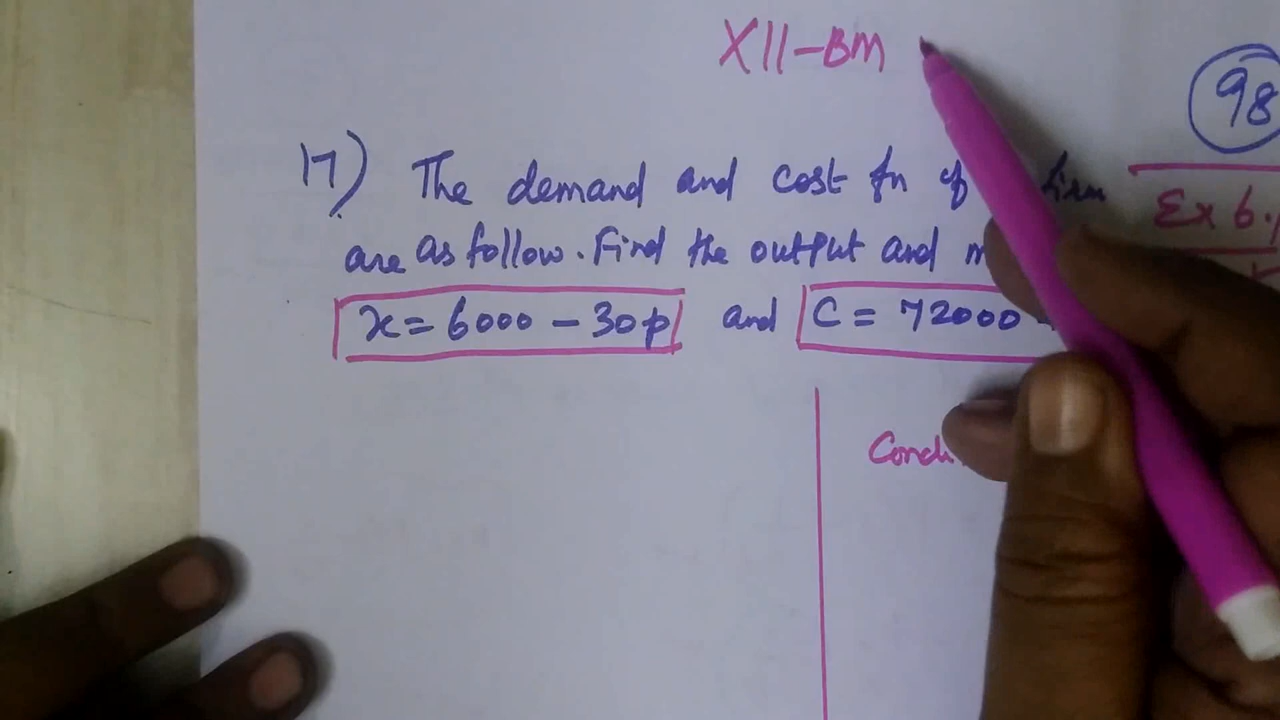 XII-BM
98
17) The demand and cost fn of firm
Ex 6.
are as follow. Find the output and
x = 6000 - 30p and C = 72000